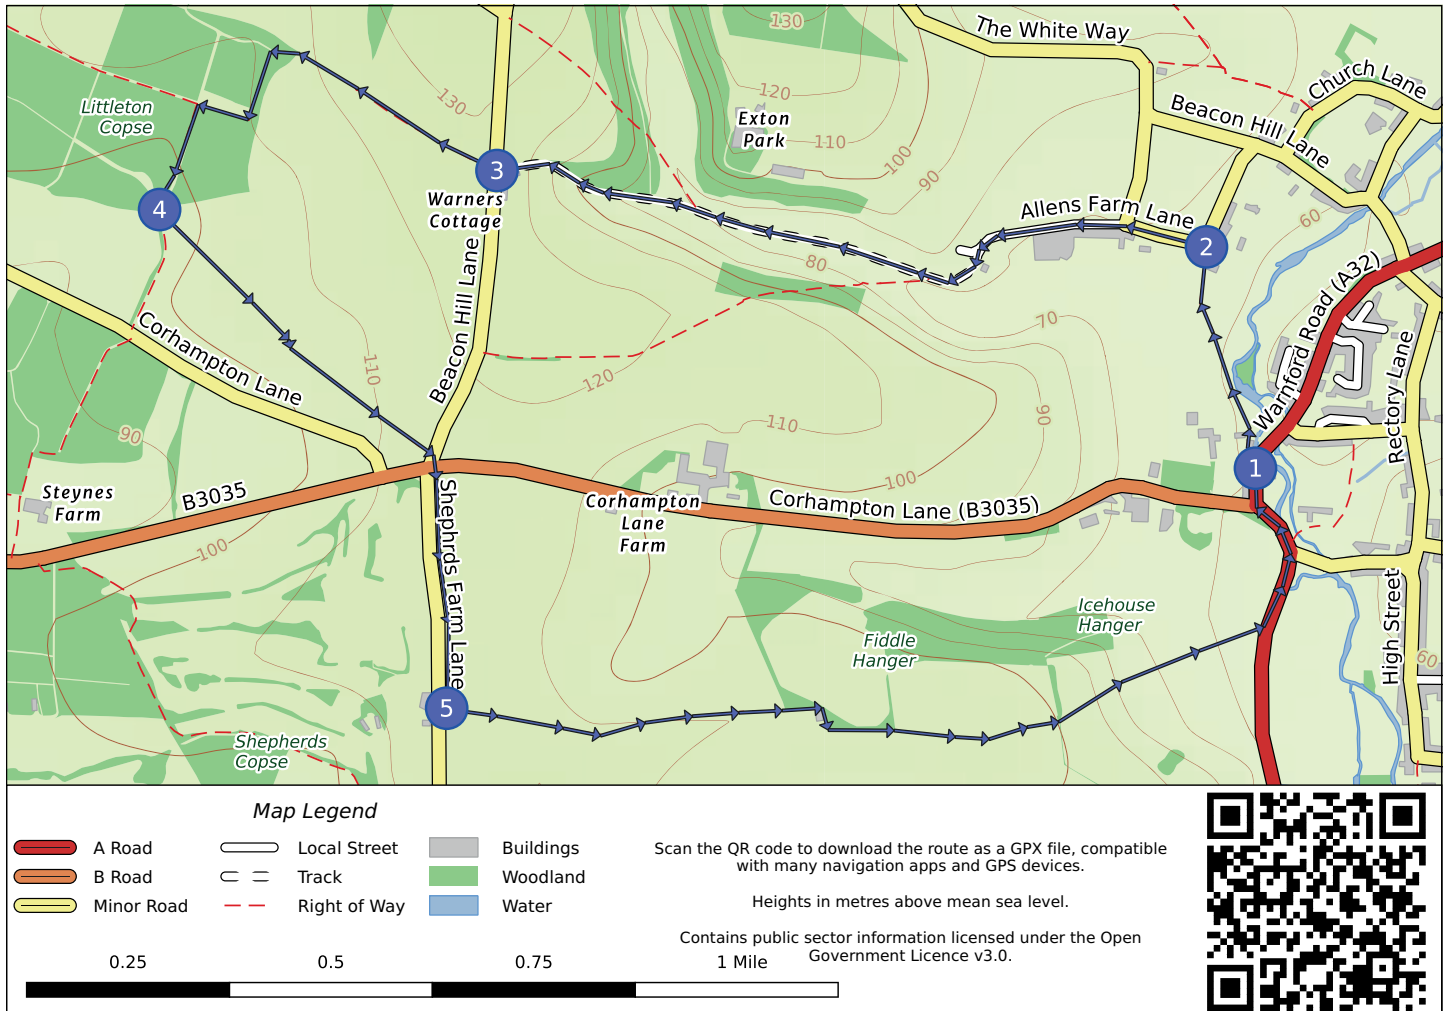 130
The White Way
Church Lane
Littleton
Copse
130
120
Exton
Park
Beacon Hill Lane
110
100
90
3
Warners
Cottage
4
Allens Farm Lane
60
2
80
Warnford Road (A32)
Corhampton Lane
Beacon Hill Lane
70
110
120
Rectory Lane
90
110
90
1
Steynes
Farm
B3035
100
Corhampton
Lane
Farm
Corhampton Lane (B3035)
100
Shephrds Farm Lane
Icehouse
Hanger
Fiddle
Hanger
High Street
60
5
Shepherds
Copse
Map Legend
A Road
Local Street
Buildings
B Road
Track
Woodland
Minor Road
Right of Way
Water
Scan the QR code to download the route as a GPX file, compatible
with many navigation apps and GPS devices.
Heights in metres above mean sea level.
Contains public sector information licensed under the Open
Government Licence v3.0.
0.25 0.5 0.75 1 Mile